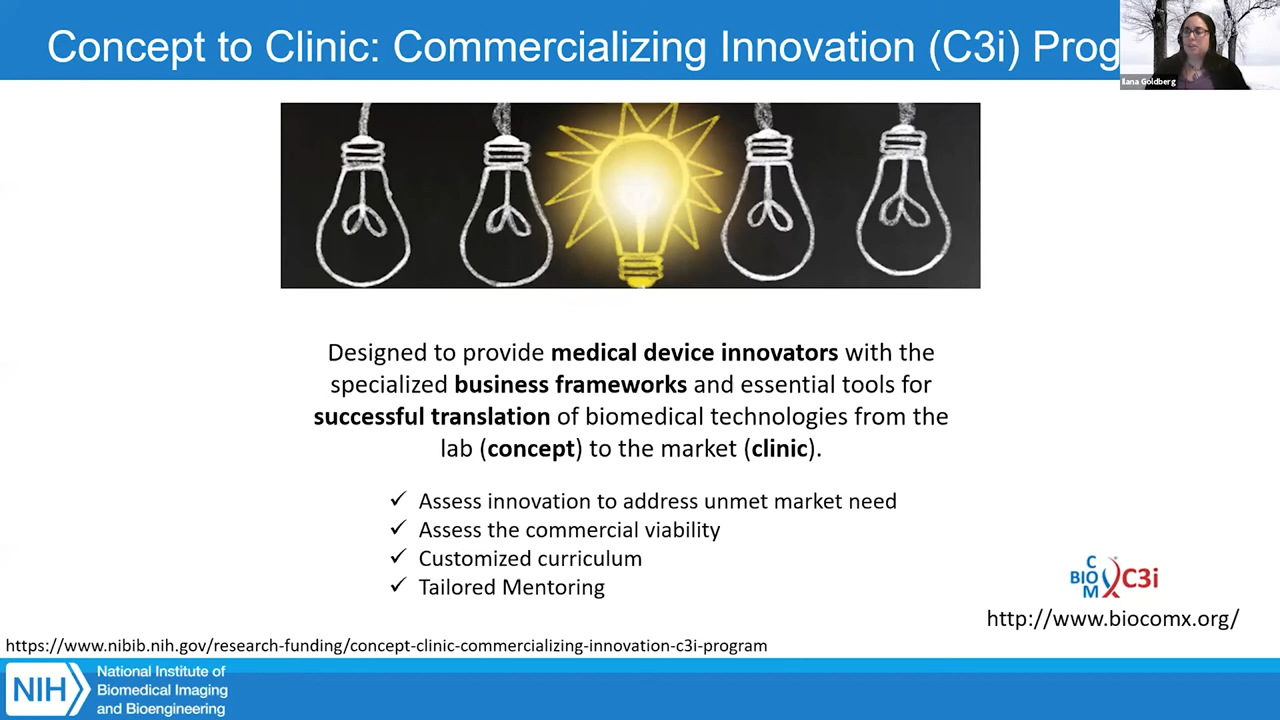 Concept to Clinic: Commercializing Innovation (C3i) Prog
Ilana Goldberg
Designed to provide medical device innovators with the
specialized business frameworks and essential tools for
successful translation of biomedical technologies from the
lab (concept) to the market (clinic).
✓ Assess innovation to address unmet market need
✓ Assess the commercial viability
✓ Customized curriculum
✓ Tailored Mentoring
C
BIO
M
C3i
http://www.biocomx.org/
https://www.nibib.nih.gov/research-funding/concept-clinic-commercializing-innovation-c3i-program
NIH
National Institute of
Biomedical Imaging
and Bioengineering